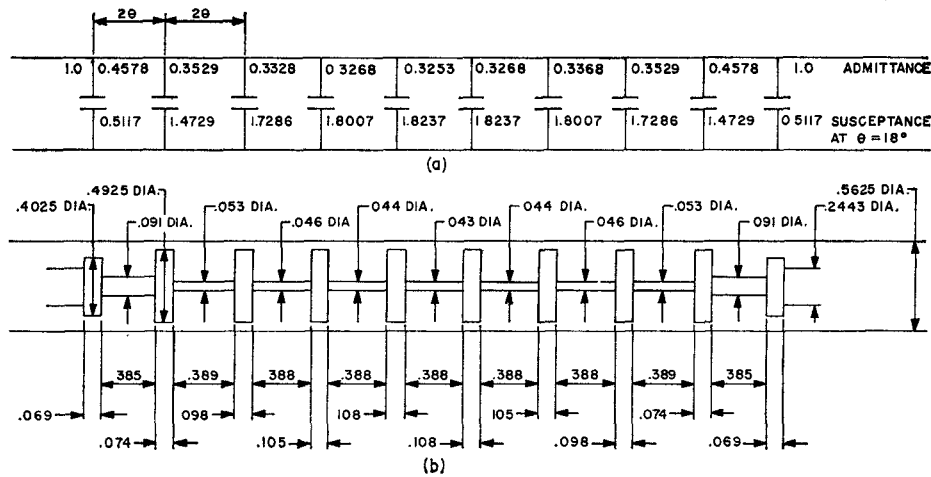 2θ 2θ
1.0 0.4578 0.3529 0.3328 0.3268 0.3253 0.3268 0.3368 0.3529 0.4578 1.0 ADMITTANCE
0.5117 1.4729 1.7286 1.8007 1.8237 1.8237 1.8007 1.7286 1.4729 0.5117 SUSCEPTANCE
AT θ = 18°
(a)
.4925 DIA. .5625 DIA.
.4025 DIA. .053 DIA. .044 DIA. .044 DIA. .053 DIA. .2443 DIA.
.091 DIA. .046 DIA .043 DIA .046 DIA. .091 DIA
.385 .389 .388 .388 .388 .388 .388 .389 .385
.069 .098 .108 .105 .074
.074 .105 .108 .098 .069
(b)